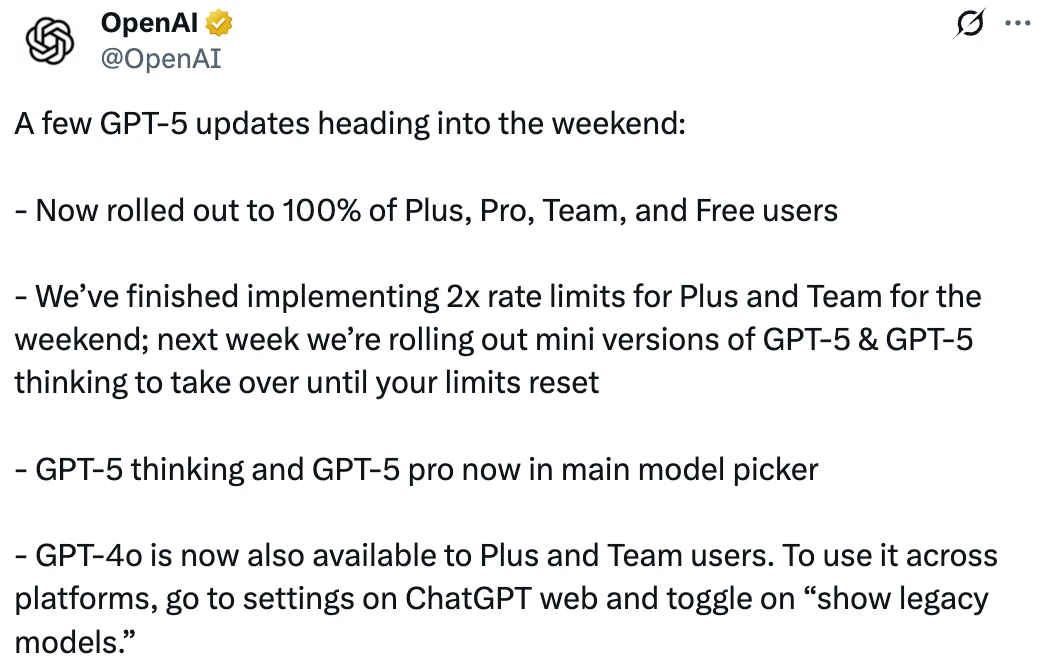 OpenAI
@OpenAI
A few GPT-5 updates heading into the weekend:
- Now rolled out to 100% of Plus, Pro, Team, and Free users
- We’ve finished implementing 2x rate limits for Plus and Team for the
weekend; next week we’re rolling out mini versions of GPT-5 & GPT-5
thinking to take over until your limits reset
- GPT-5 thinking and GPT-5 pro now in main model picker
- GPT-4o is now also available to Plus and Team users. To use it across
platforms, go to settings on ChatGPT web and toggle on “show legacy
models.”